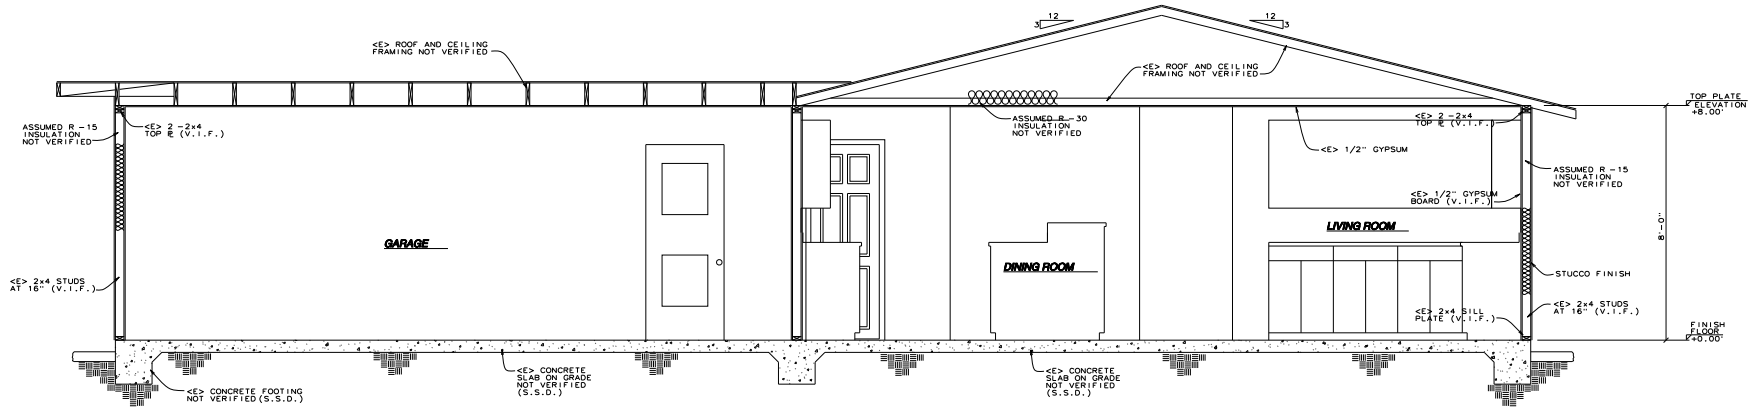 12
3
12
3
<E> ROOF AND CEILING
FRAMING NOT VERIFIED
<E> ROOF AND CEILING
FRAMING NOT VERIFIED
TOP PLATE
ELEVATION
+8.00'
ASSUMED R-15
INSULATION
NOT VERIFIED
<E> 2-2x4
TOP ℄ (V.I.F.)
ASSUMED R-30
INSULATION
NOT VERIFIED
<E> 2-2x4
TOP ℄ (V.I.F.)
<E> 1/2" GYPSUM
ASSUMED R-15
INSULATION
NOT VERIFIED
<E> 1/2" GYPSUM
BOARD (V.I.F.)
GARAGE
LIVING ROOM
8'-0"
DINING ROOM
STUCCO FINISH
<E> 2x4 STUDS
AT 16" (V.I.F.)
<E> 2x4 SILL
PLATE (V.I.F.)
<E> 2x4 STUDS
AT 16" (V.I.F.)
FINISH
FLOOR
+0.00'
<E> CONCRETE FOOTING
NOT VERIFIED (S.S.D.)
<E> CONCRETE
SLAB ON GRADE
NOT VERIFIED
(S.S.D.)
<E> CONCRETE
SLAB ON GRADE
NOT VERIFIED
(S.S.D.)